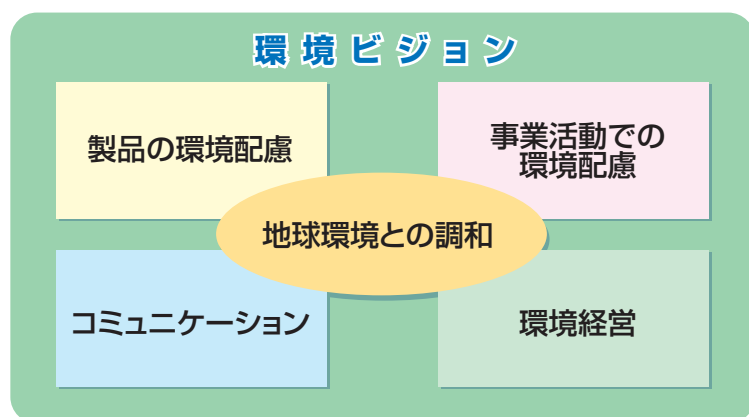 環境ビジョン
製品の環境配慮
事業活動での
環境配慮
地球環境との調和
コミュニケーション
環境経営